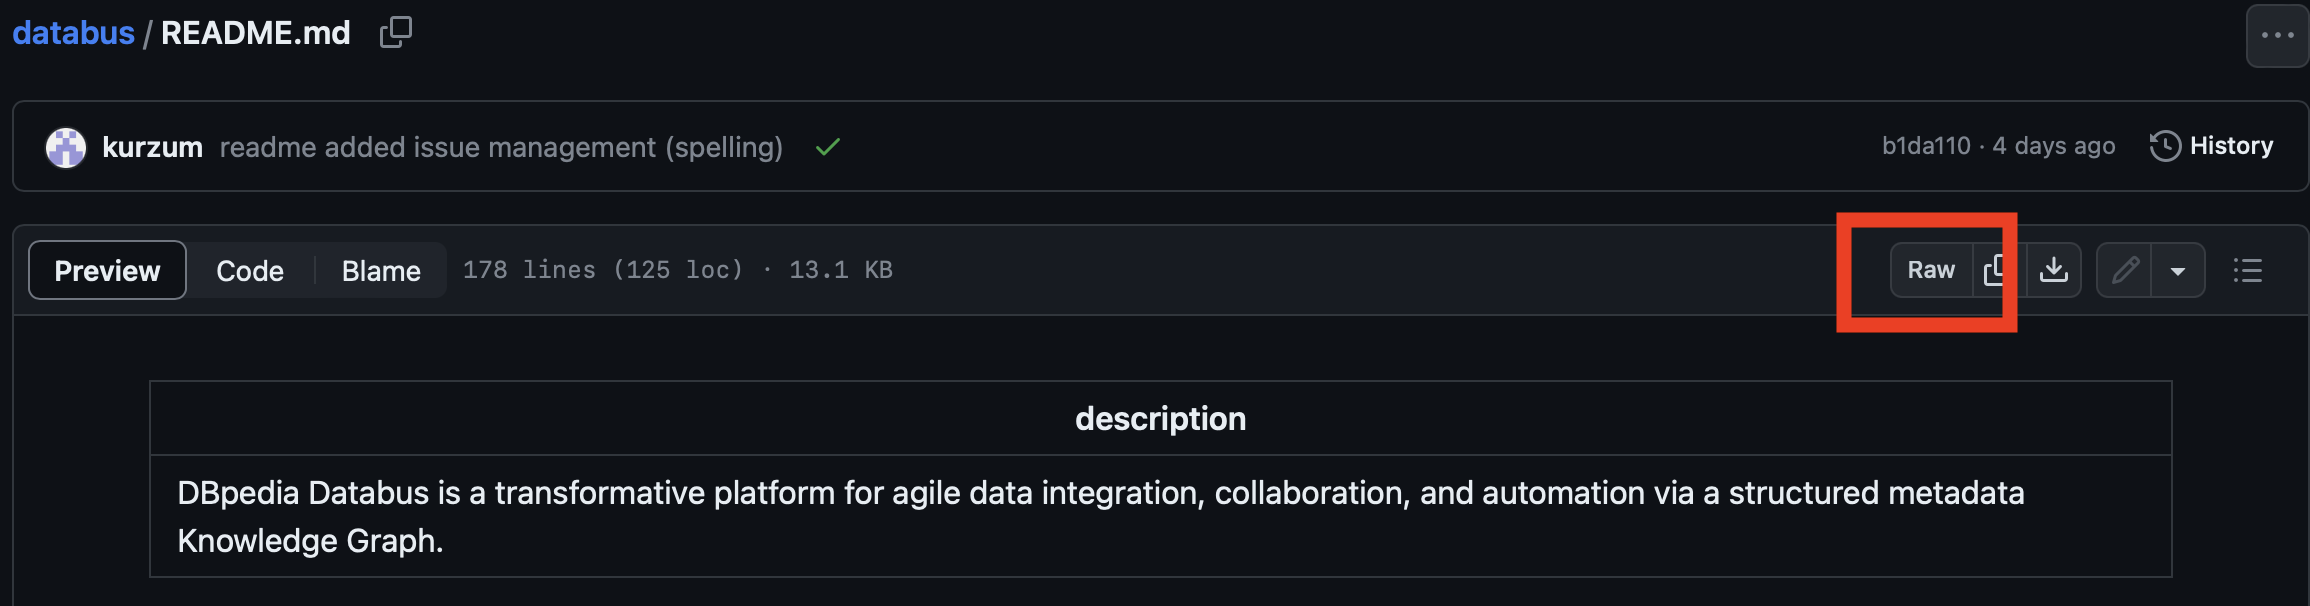 databus / README.md
kurzum readme added issue management (spelling)
b1da110 · 4 days ago History
Preview Code Blame 178 lines (125 loc) · 13.1 KB
Raw
description
DBpedia Databus is a transformative platform for agile data integration, collaboration, and automation via a structured metadata
Knowledge Graph.